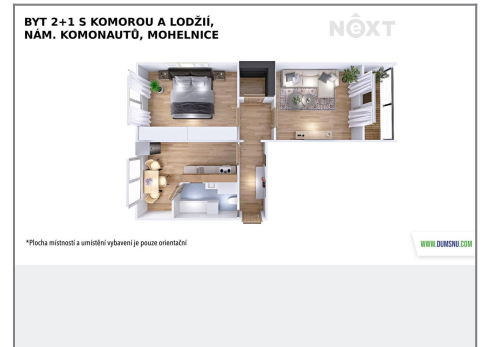 BYT 2+1 S KOMOROU A LODŽIÍ,
NÁM. KOMONAUTŮ, MOHELNICE
NEXT
*Plocha místností a umístění vybavení je pouze orientační
WWW.DUMSNU.COM